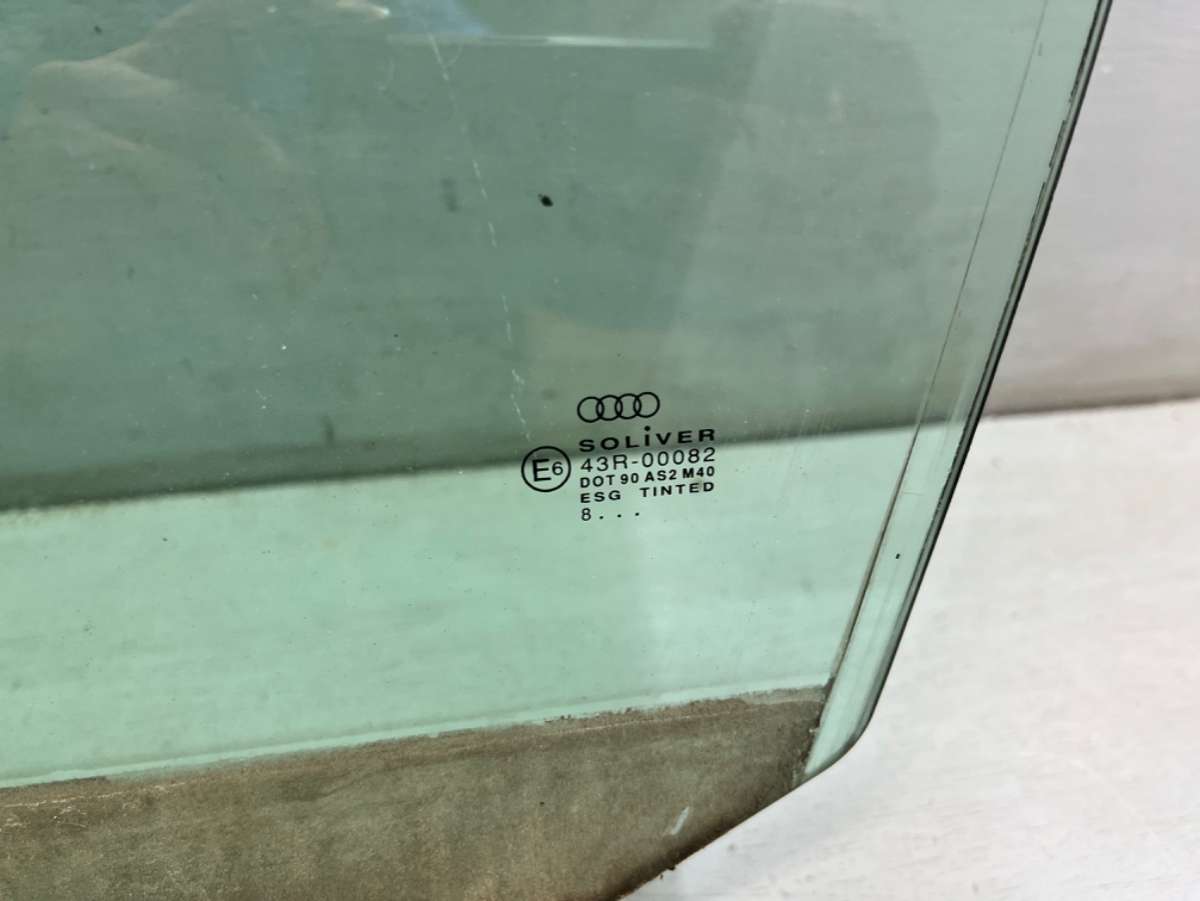 SOLiVER
E6 43R-00082
DOT 90 AS2 M40
ESG TINTED
8 . . .